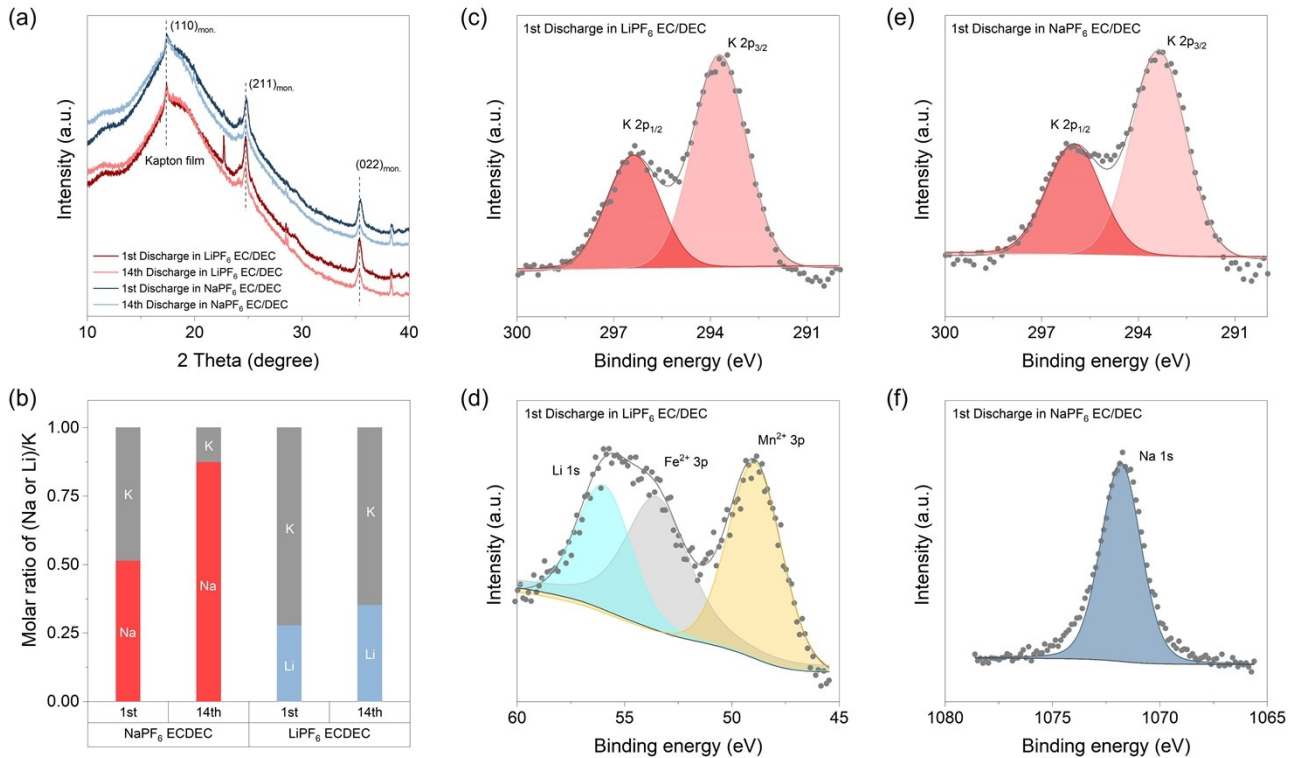 (a)
(110)mon.
(211)mon.
(022)mon.
Kapton film
1st Discharge in LiPF6 EC/DEC
14th Discharge in LiPF6 EC/DEC
1st Discharge in NaPF6 EC/DEC
14th Discharge in NaPF6 EC/DEC
Intensity (a.u.)
10 20 30 40
2 Theta (degree)
(b)
Molar ratio of (Na or Li)/K
1.00
0.75
0.50
0.25
0.00
K
Na
K
Na
K
Li
K
Li
1st 14th 1st 14th
NaPF6 ECDEC LiPF6 ECDEC
(c)
1st Discharge in LiPF6 EC/DEC
K 2p3/2
K 2p1/2
Intensity (a.u.)
300 297 294 291
Binding energy (eV)
(d)
1st Discharge in LiPF6 EC/DEC
Li 1s
Fe2+ 3p
Mn2+ 3p
Intensity (a.u.)
60 55 50 45
Binding energy (eV)
(e)
1st Discharge in NaPF6 EC/DEC
K 2p3/2
K 2p1/2
Intensity (a.u.)
300 297 294 291
Binding energy (eV)
(f)
1st Discharge in NaPF6 EC/DEC
Na 1s
Intensity (a.u.)
1080 1075 1070 1065
Binding energy (eV)